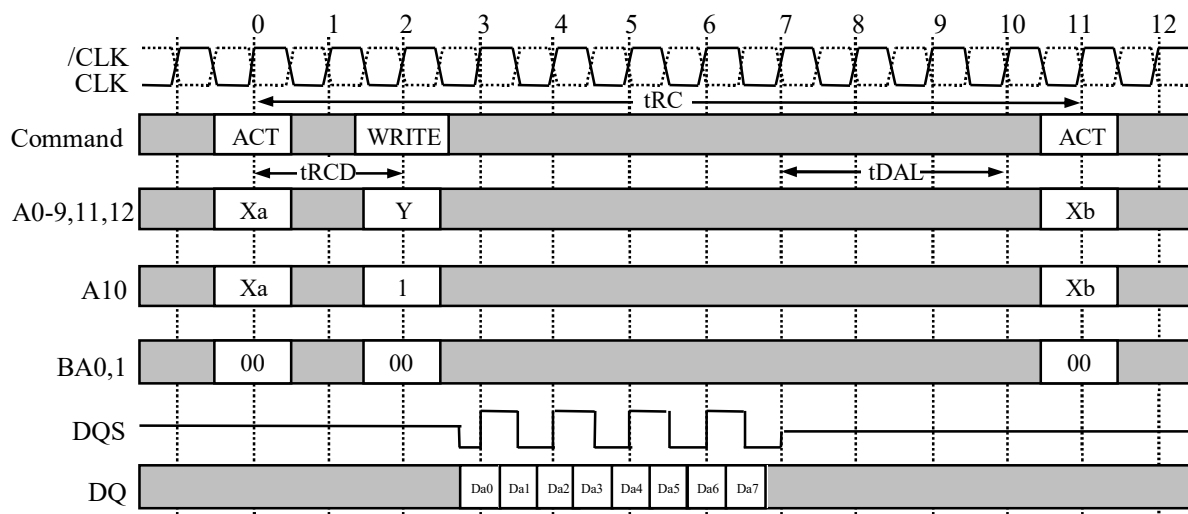 0 1 2 3 4 5 6 7 8 9 10 11 12
/CLK
CLK
tRC
Command ACT WRITE ACT
tRCD tDAL
A0-9,11,12 Xa Y Xb
A10 Xa 1 Xb
BA0,1 00 00 00
DQS
DQ Da0 Da1 Da2 Da3 Da4 Da5 Da6 Da7